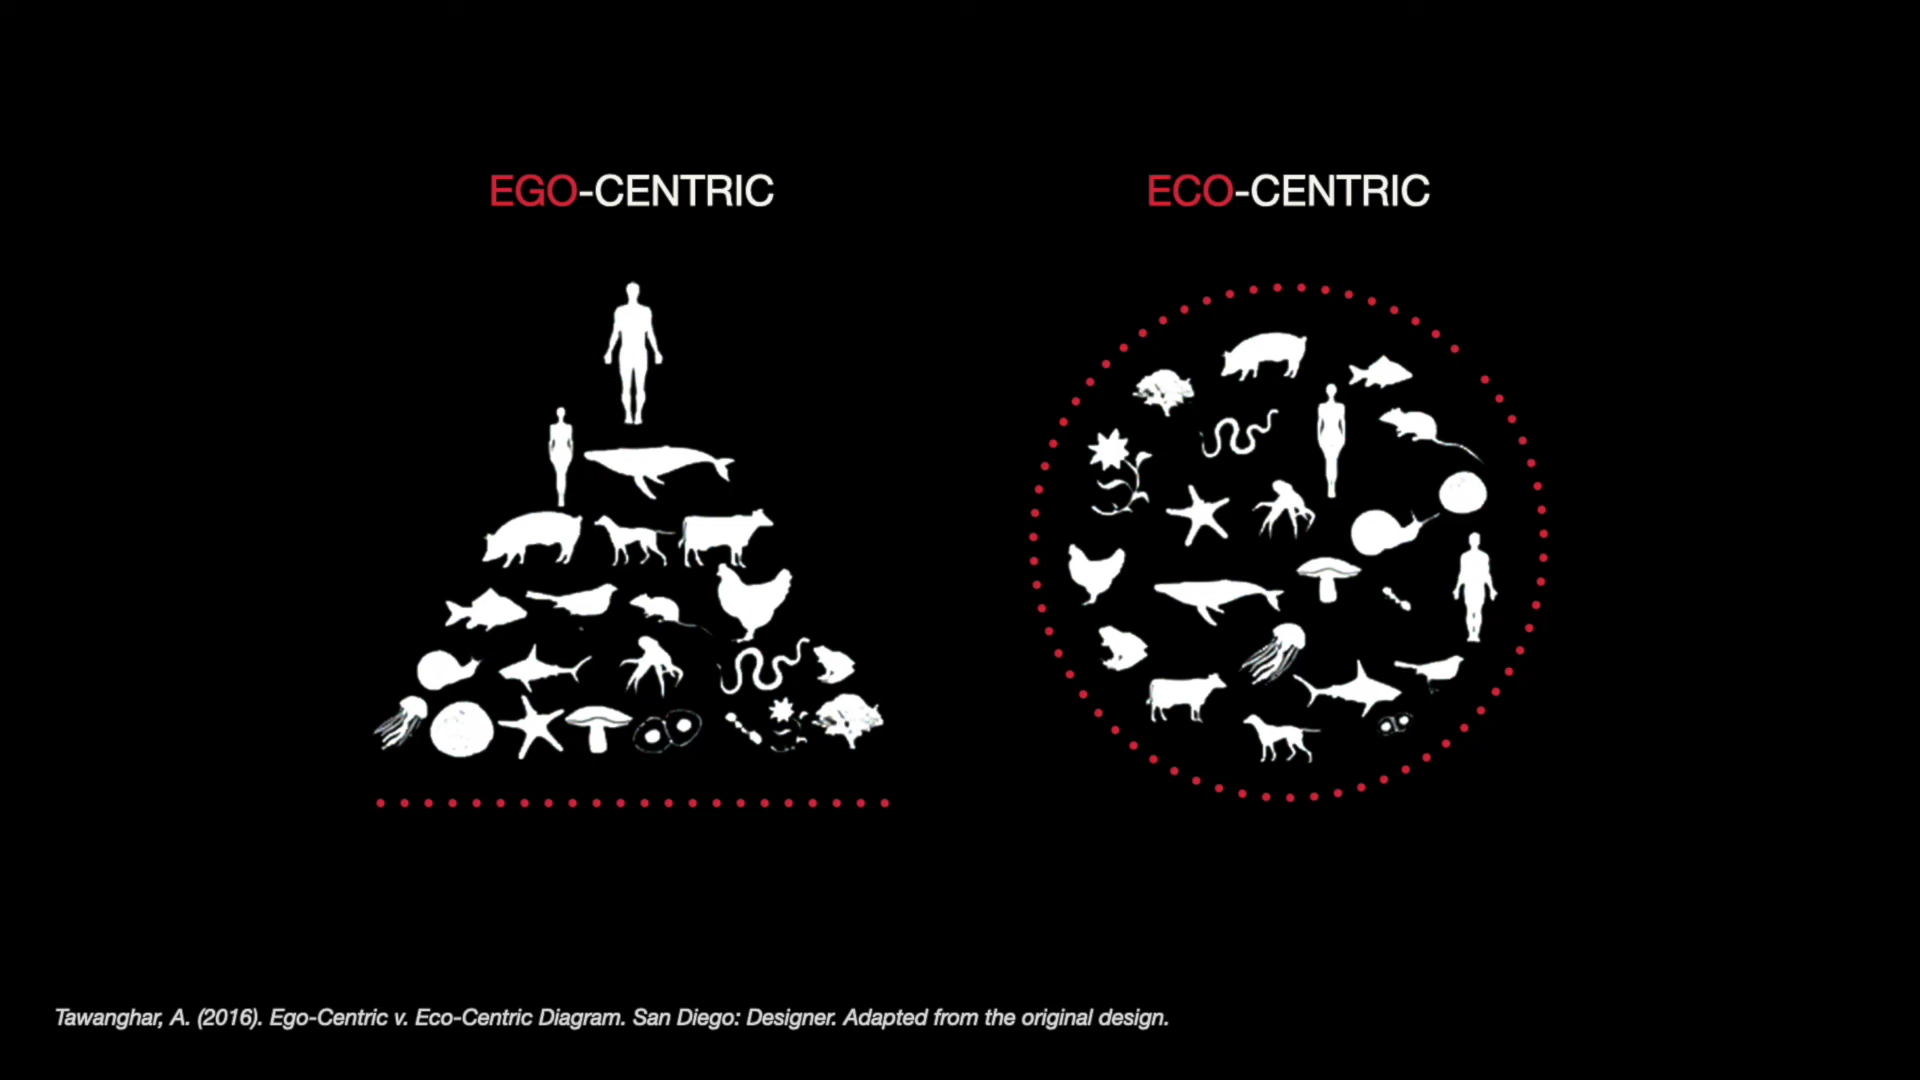 EGO-CENTRIC
ECO-CENTRIC
Tawanghar, A. (2016). Ego-Centric v. Eco-Centric Diagram. San Diego: Designer. Adapted from the original design.